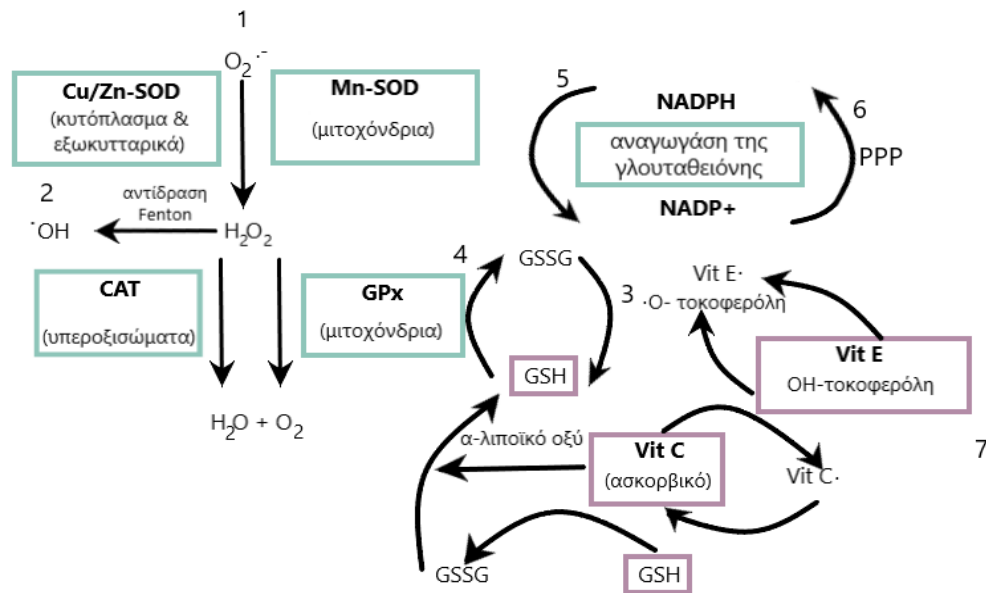 1
O₂·-
Cu/Zn-SOD
(κυτόπλασμα &
εξωκυτταρικά)
Mn-SOD
(μιτοχόνδρια)
5
NADPH
αναγωγάση της
γλουταθειόνης
NADP+
6
PPP
2
αντίδραση
Fenton
·OH
H₂O₂
4
GSSG
3
Vit E·
·O- τοκοφερόλη
CAT
(υπεροξισώματα)
GPx
(μιτοχόνδρια)
GSH
Vit E
OH-τοκοφερόλη
H₂O + O₂
α-λιποϊκό οξύ
Vit C
(ασκορβικό)
Vit C·
7
GSSG
GSH